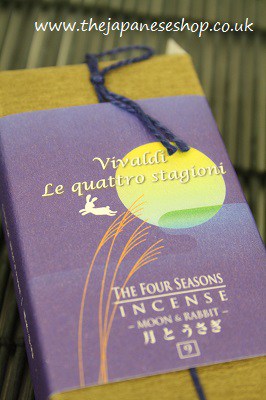 www.thejapaneseshop.co.uk
Vivaldi
Le quattro stagioni
THE FOUR SEASONS
INCENSE
– MOON & RABBIT –
月とうさぎ